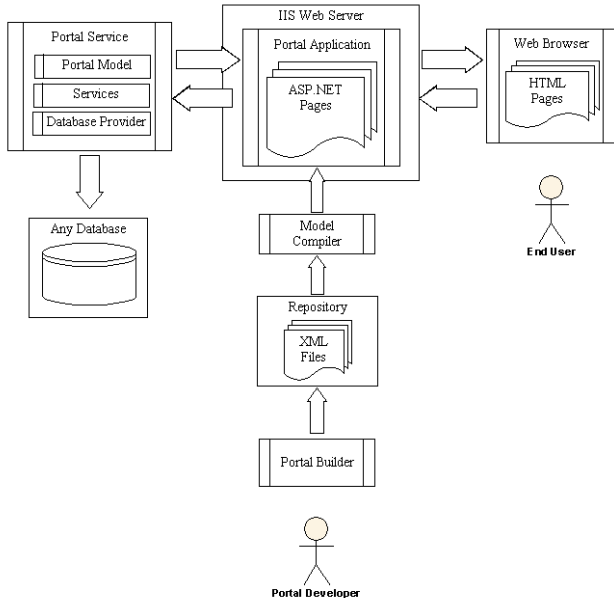 IIS Web Server
Portal Service
Portal Model
Services
Database Provider
Portal Application
ASP.NET
Pages
Web Browser
HTML
Pages
Any Database
Model
Compiler
End User
Repository
XML
Files
Portal Builder
Portal Developer